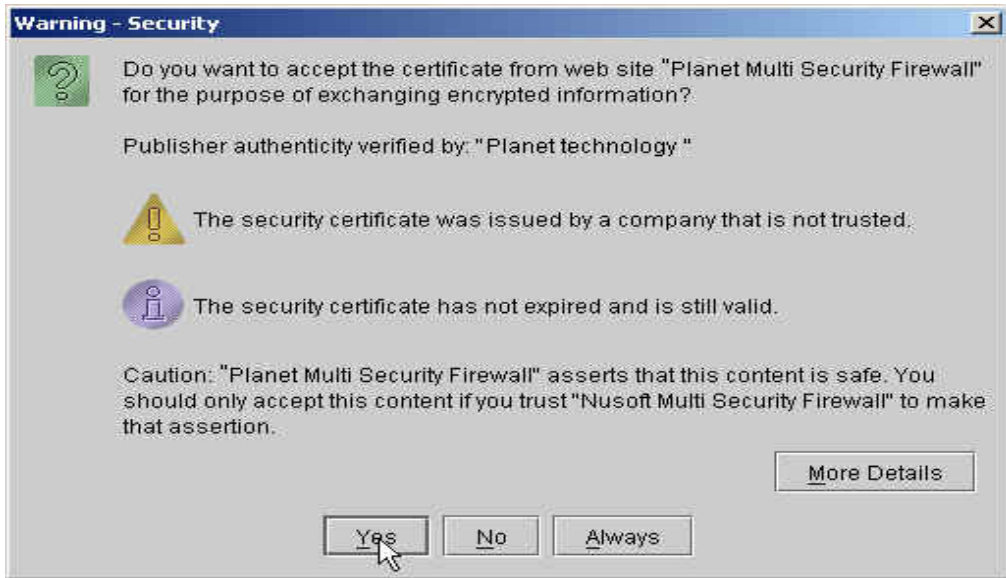 Warning - Security
Do you want to accept the certificate from web site "Planet Multi Security Firewall"
for the purpose of exchanging encrypted information?
Publisher authenticity verified by: "Planet technology "
The security certificate was issued by a company that is not trusted.
The security certificate has not expired and is still valid.
Caution: "Planet Multi Security Firewall" asserts that this content is safe. You
should only accept this content if you trust "Nusoft Multi Security Firewall" to make
that assertion.
More Details
Yes No Always